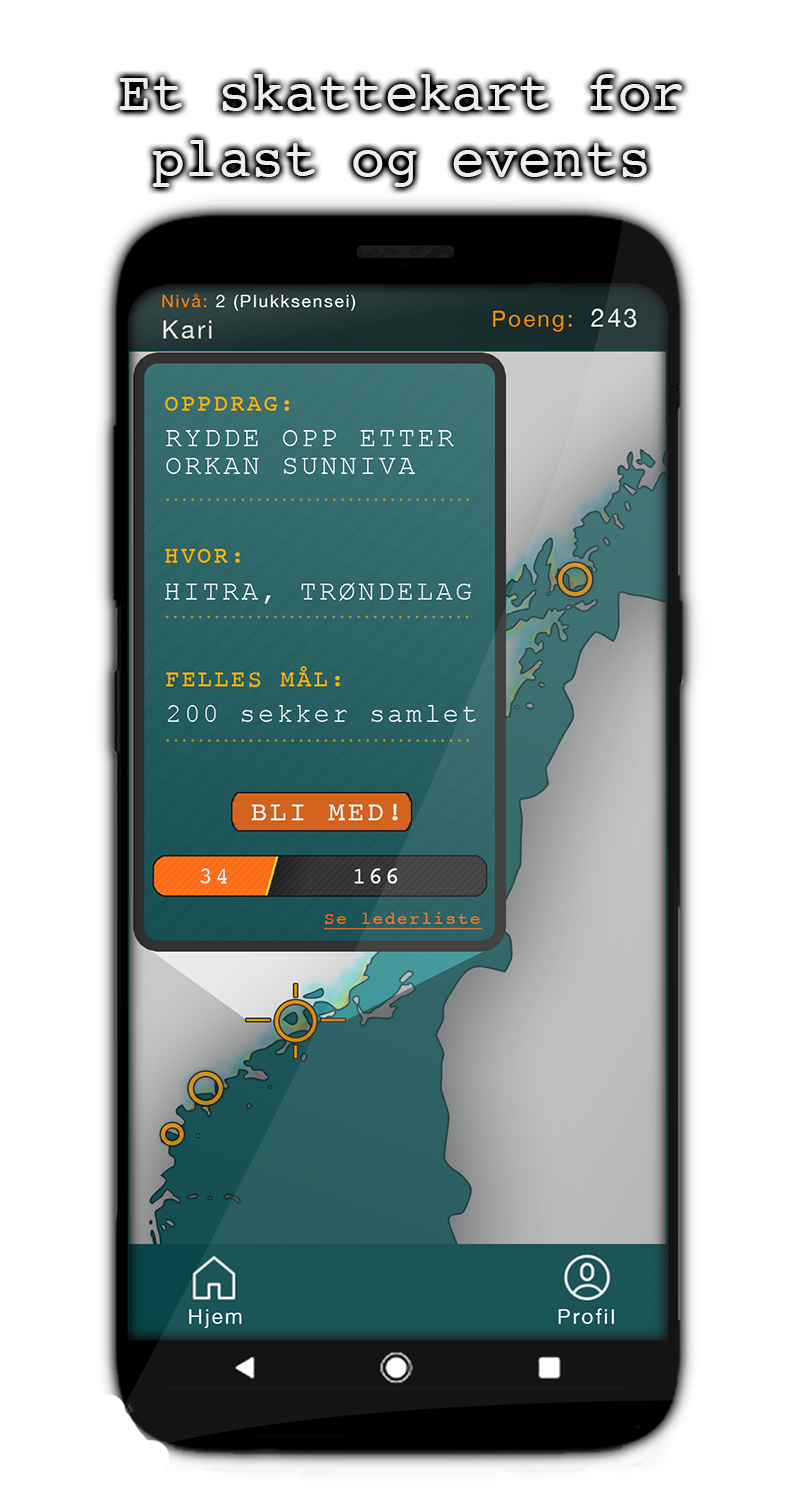 Et skattekart for
plast og events
Nivå: 2 (Plukksensei)
Kari
Poeng: 243
OPPDRAG:
RYDDE OPP ETTER
ORKAN SUNNIVA
HVOR:
HITRA, TRØNDELAG
FELLES MÅL:
200 sekker samlet
BLI MED!
34 166
Se lederliste
Hjem
Profil